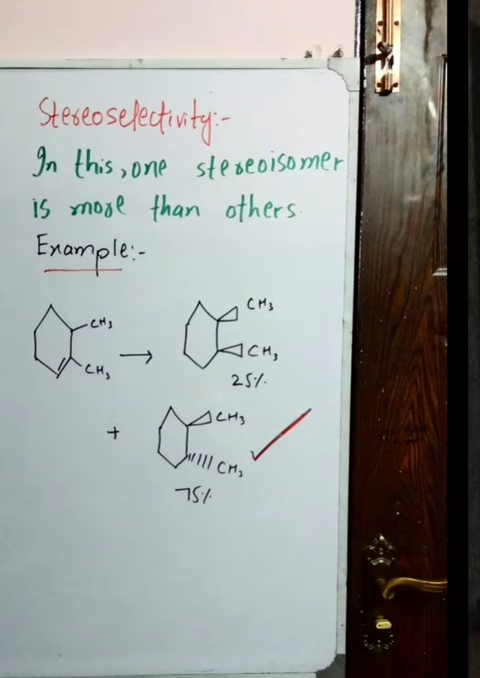 Stereoselectivity:-
In this, one stereoisomer
is more than others.
Example:-
CH3
CH3
CH3
CH3
25%
+
CH3
CH3
75%